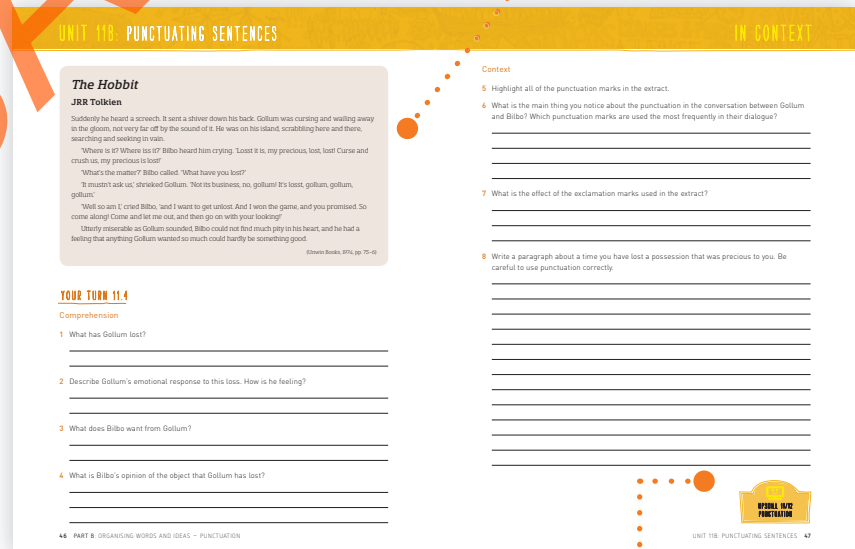 UNIT 11B: PUNCTUATING SENTENCES
The Hobbit
JRR Tolkien
Suddenly he heard a screech. It sent a shiver down his back. Gollum was cursing and wailing away
in the gloom, not very far off by the sound of it. He was on his island, scrabbling here and there,
searching and seeking in vain.
'Where is it? Where iss it?' Bilbo heard him crying. 'Losst it is, my precious, lost, lost! Curse and
crush us, my precious is lost!'
'What's the matter?' Bilbo called. 'What have you lost?'
'It mustn't ask us,' shrieked Gollum. 'Not its business, no, gollum! It's losst, gollum, gollum,
gollum.'
'Well so am I,' cried Bilbo, 'and I want to get unlost. And I won the game, and you promised. So
come along! Come and let me out, and then go on with your looking!'
Utterly miserable as Gollum sounded, Bilbo could not find much pity in his heart, and he had a
feeling that anything Gollum wanted so much could hardly be something good.
(Unwin Books, 1974, pp. 75–6)
YOUR TURN 11.4
Comprehension
1 What has Gollum lost?
2 Describe Gollum's emotional response to this loss. How is he feeling?
3 What does Bilbo want from Gollum?
4 What is Bilbo's opinion of the object that Gollum has lost?
46 PART B: ORGANISING WORDS AND IDEAS – PUNCTUATION
IN CONTEXT
Context
5 Highlight all of the punctuation marks in the extract.
6 What is the main thing you notice about the punctuation in the conversation between Gollum
and Bilbo? Which punctuation marks are used the most frequently in their dialogue?
7 What is the effect of the exclamation marks used in the extract?
8 Write a paragraph about a time you have lost a possession that was precious to you. Be
careful to use punctuation correctly.
UPSKILL 11/12
PUNCTUATION
UNIT 11B: PUNCTUATING SENTENCES 47